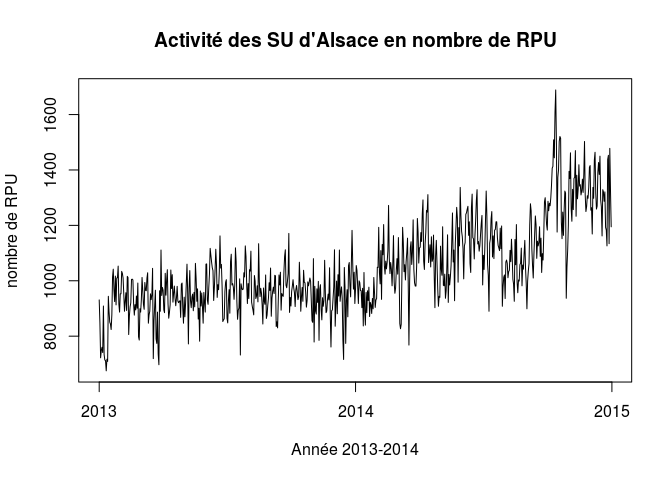 Activité des SU d'Alsace en nombre de RPU
nombre de RPU
1600
1400
1200
1000
800
2013
2014
2015
Année 2013-2014